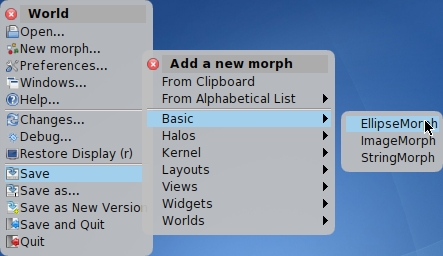 World
Open...
New morph...
Preferences...
Windows...
Help...
Changes...
Debug...
Restore Display (r)
Save
Save as...
Save as New Versio
Save and Quit
Quit
Add a new morph
From Clipboard
From Alphabetical List
Basic
Halos
Kernel
Layouts
Views
Widgets
Worlds
EllipseMorph
ImageMorph
StringMorph